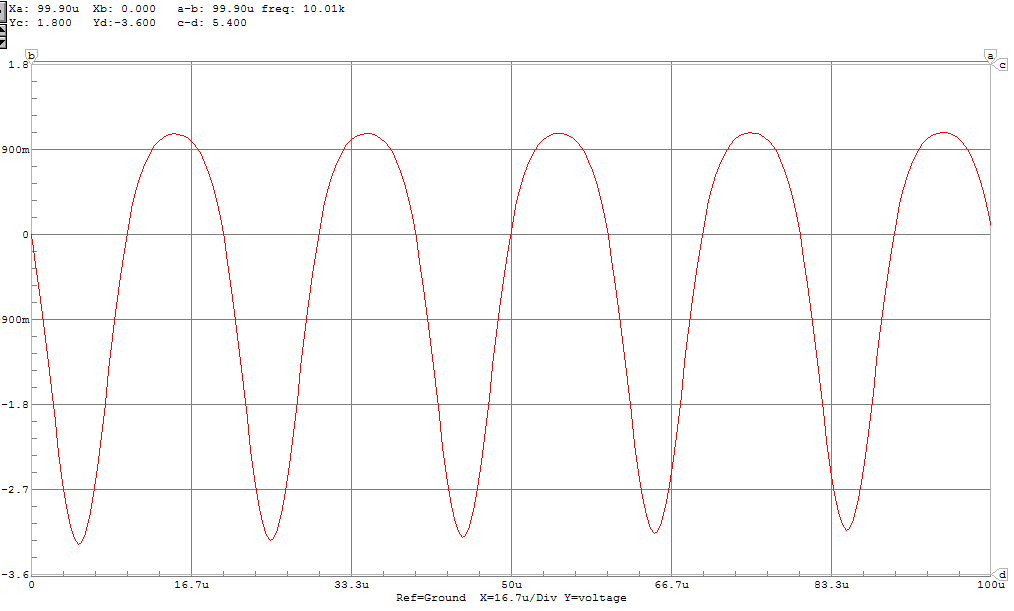 Xa: 99.90u Xb: 0.000 a-b: 99.90u freq: 10.01k
Yc: 1.800 Yd:-3.600 c-d: 5.400
b
a
1.8
c
900m
0
900m
-1.8
-2.7
-3.6
d
0 16.7u 33.3u 50u 66.7u 83.3u 100u
Ref=Ground X=16.7u/Div Y=voltage